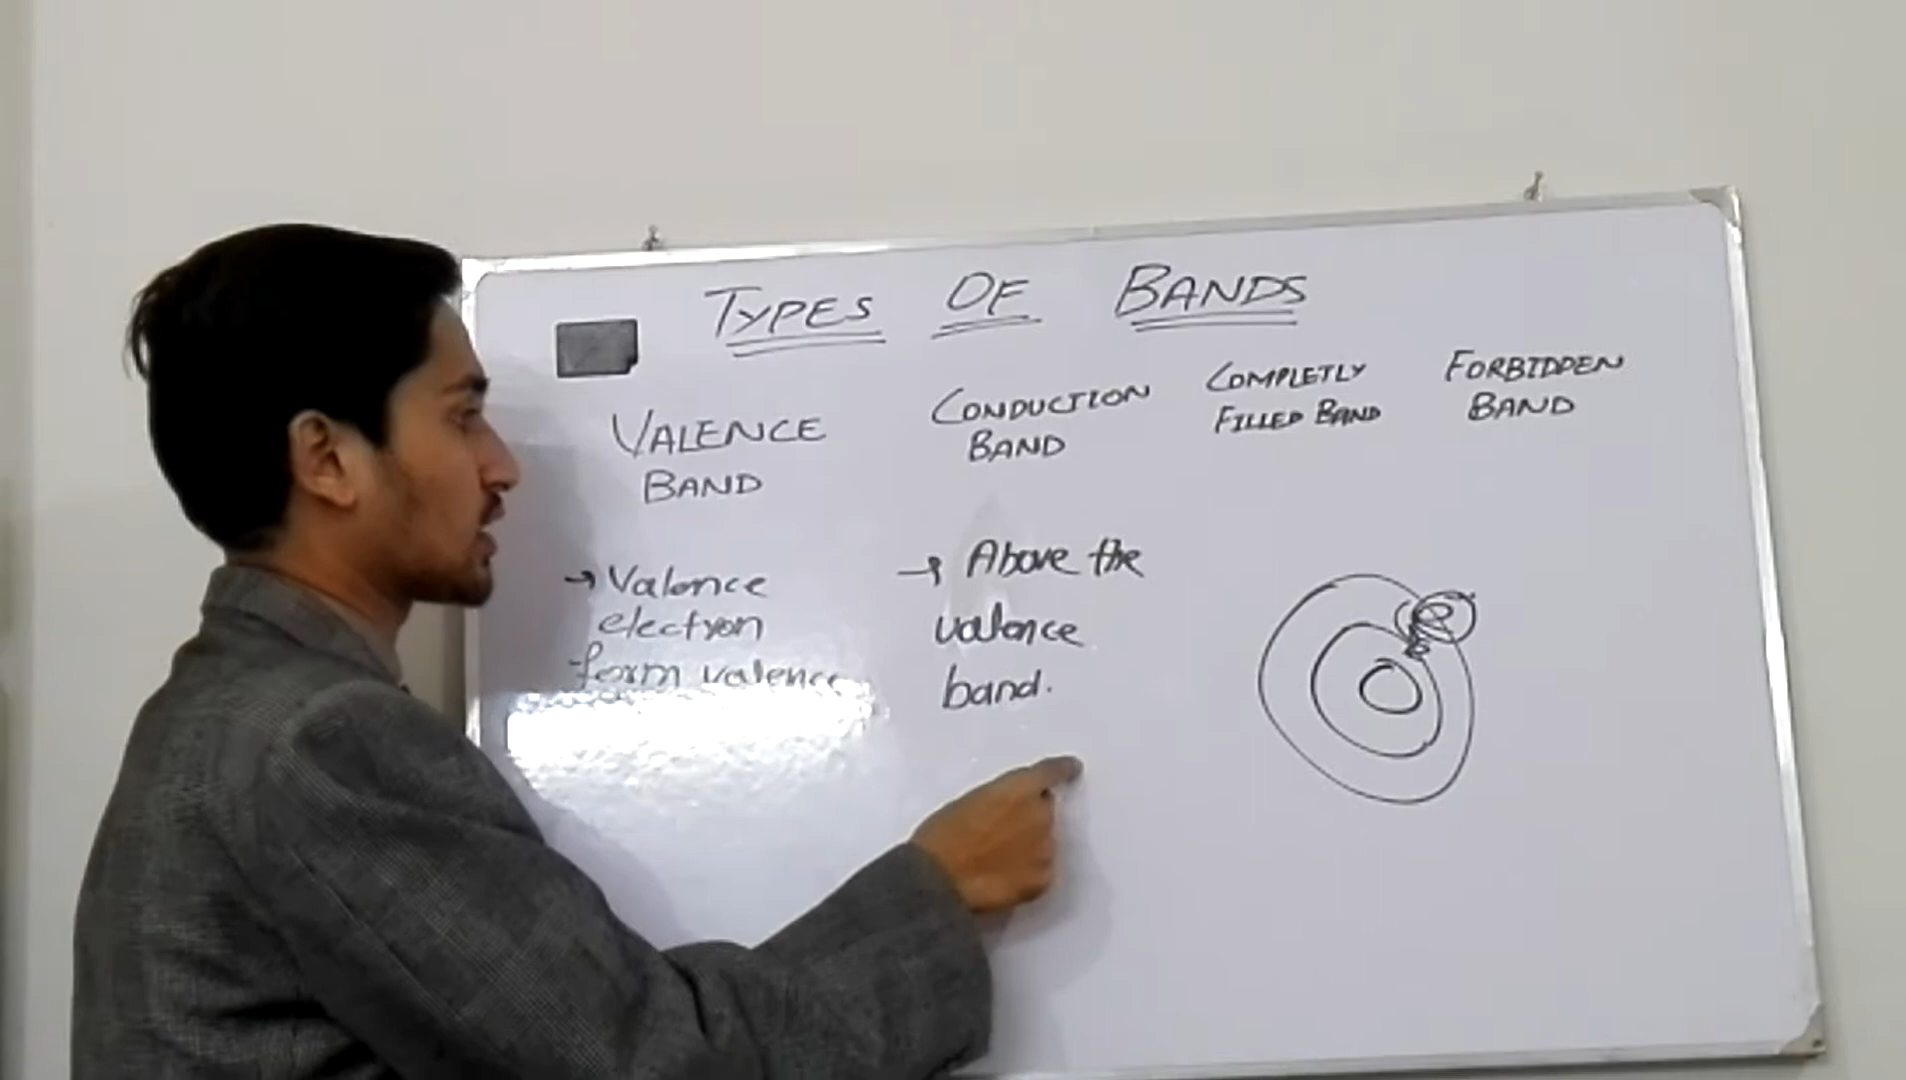 TYPES OF BANDS
VALENCE
BAND
CONDUCTION
BAND
COMPLETLY
FILLED BAND
FORBIDDEN
BAND
→ Valence
electron
form valence
→ Above the
valence
band.